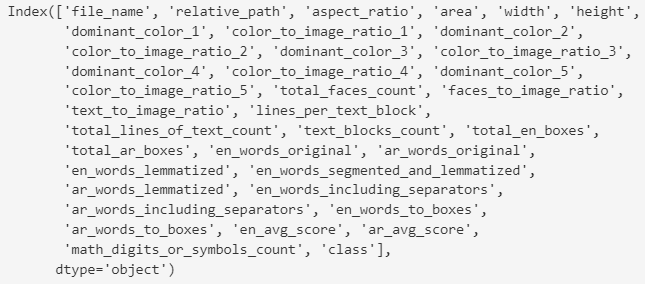 Index(['file_name', 'relative_path', 'aspect_ratio', 'area', 'width', 'height',
'dominant_color_1', 'color_to_image_ratio_1', 'dominant_color_2',
'color_to_image_ratio_2', 'dominant_color_3', 'color_to_image_ratio_3',
'dominant_color_4', 'color_to_image_ratio_4', 'dominant_color_5',
'color_to_image_ratio_5', 'total_faces_count', 'faces_to_image_ratio',
'text_to_image_ratio', 'lines_per_text_block',
'total_lines_of_text_count', 'text_blocks_count', 'total_en_boxes',
'total_ar_boxes', 'en_words_original', 'ar_words_original',
'en_words_lemmatized', 'en_words_segmented_and_lemmatized',
'ar_words_lemmatized', 'en_words_including_separators',
'ar_words_including_separators', 'en_words_to_boxes',
'ar_words_to_boxes', 'en_avg_score', 'ar_avg_score',
'math_digits_or_symbols_count', 'class'],
dtype='object')